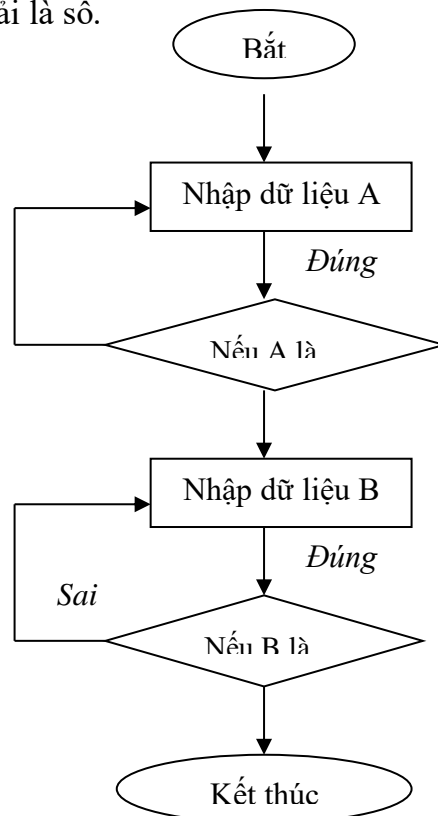 ải là số.
Bắt
Nhập dữ liệu A
Đúng
Nếu A là
Nhập dữ liệu B
Đúng
Sai
Nếu B là
Kết thúc